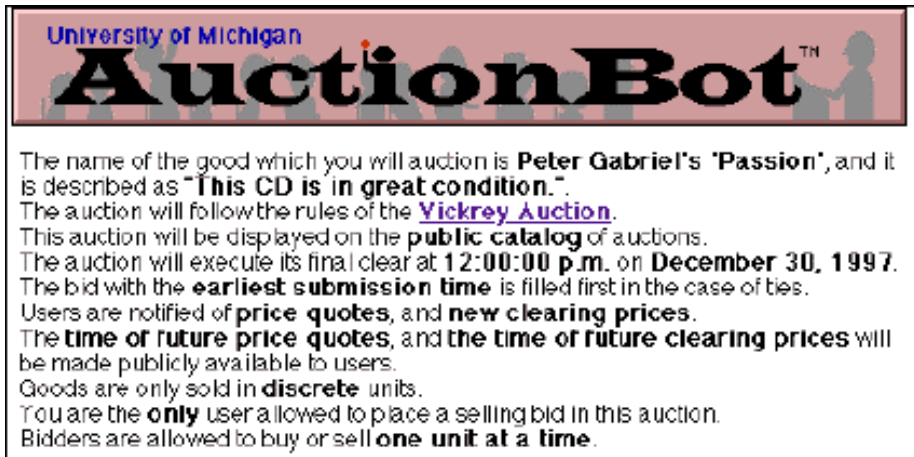 University of Michigan
AuctionBot™
The name of the good which you will auction is Peter Gabriel's "Passion", and it
is described as "This CD is in great condition.".
The auction will follow the rules of the Vickrey Auction.
This auction will be displayed on the public catalog of auctions.
The auction will execute its final clear at 12:00:00 p.m. on December 30, 1997.
The bid with the earliest submission time is filled first in the case of ties.
Users are notified of price quotes, and new clearing prices.
The time of future price quotes, and the time of future clearing prices will
be made publicly available to users.
Goods are only sold in discrete units.
You are the only user allowed to place a selling bid in this auction.
Bidders are allowed to buy or sell one unit at a time.